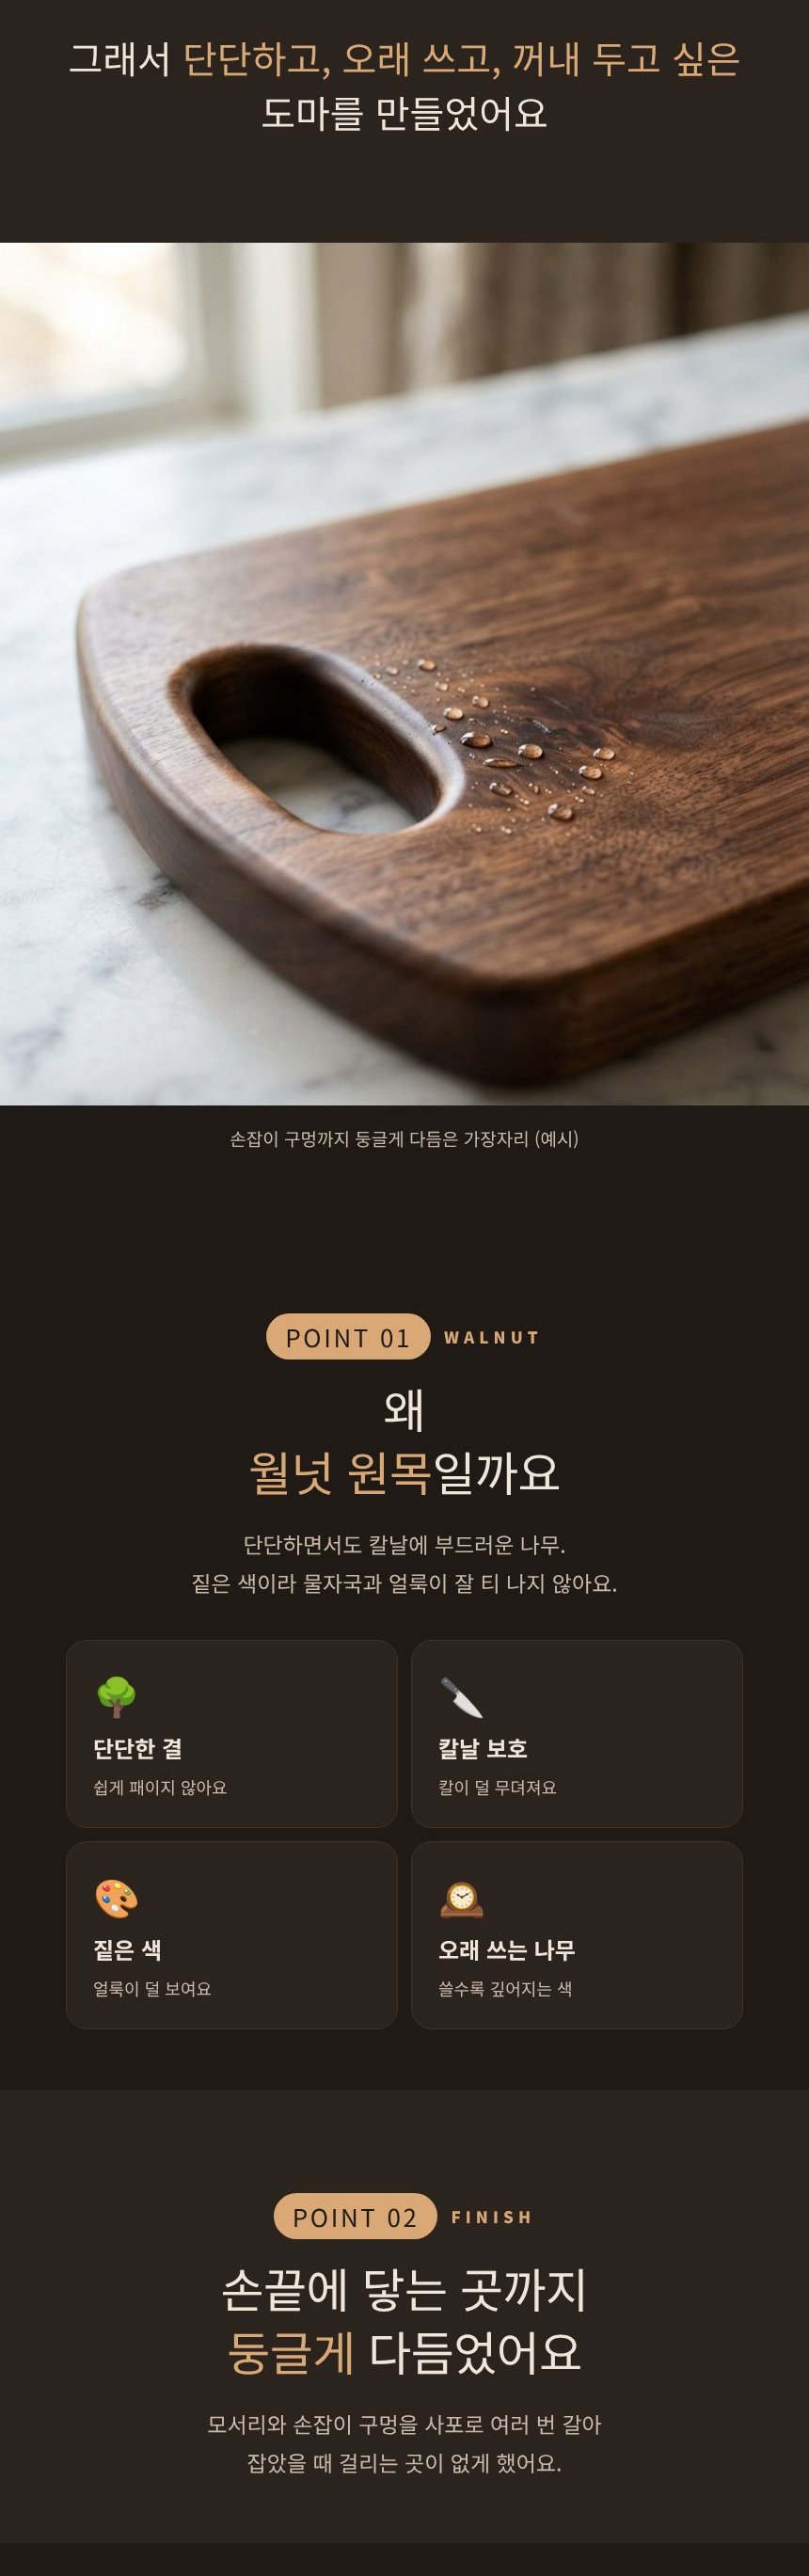 그래서 단단하고, 오래 쓰고, 꺼내 두고 싶은
도마를 만들었어요
손잡이 구멍까지 둥글게 다듬은 가장자리 (예시)
POINT 01 WALNUT
왜
월넛 원목일까요
단단하면서도 칼날에 부드러운 나무.
짙은 색이라 물자국과 얼룩이 잘 티 나지 않아요.
단단한 결
쉽게 패이지 않아요
칼날 보호
칼이 덜 무뎌져요
짙은 색
얼룩이 덜 보여요
오래 쓰는 나무
쓸수록 깊어지는 색
POINT 02 FINISH
손끝에 닿는 곳까지
둥글게 다듬었어요
모서리와 손잡이 구멍을 사포로 여러 번 갈아
잡았을 때 걸리는 곳이 없게 했어요.